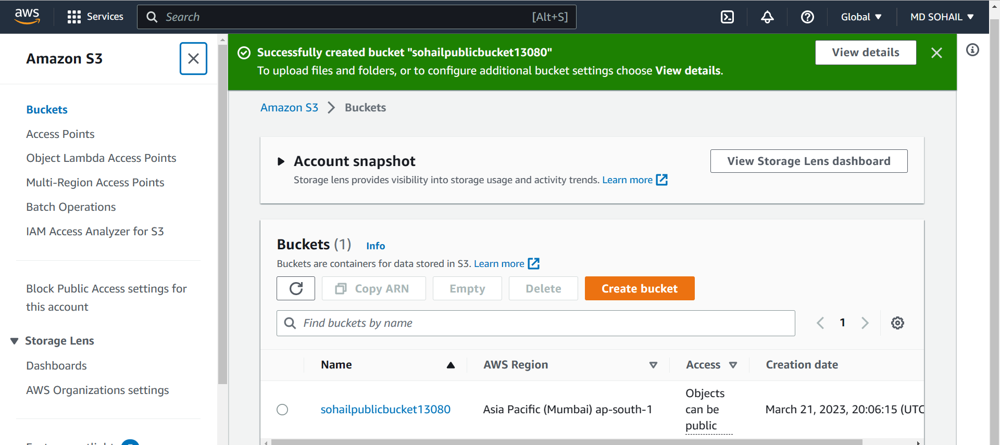 aws
Services
Search
[Alt+S]
Global
MD SOHAIL
Amazon S3
Buckets
Access Points
Object Lambda Access Points
Multi-Region Access Points
Batch Operations
IAM Access Analyzer for S3
Block Public Access settings for
this account
Storage Lens
Dashboards
AWS Organizations settings
Successfully created bucket "sohailpublicbucket13080"
To upload files and folders, or to configure additional bucket settings choose View details.
View details
Amazon S3 > Buckets
Account snapshot
Storage lens provides visibility into storage usage and activity trends. Learn more
View Storage Lens dashboard
Buckets (1) Info
Buckets are containers for data stored in S3. Learn more
Copy ARN
Empty
Delete
Create bucket
Find buckets by name
1
Name
AWS Region
Access
Creation date
sohailpublicbucket13080
Asia Pacific (Mumbai) ap-south-1
Objects
can be
public
March 21, 2023, 20:06:15 (UTC